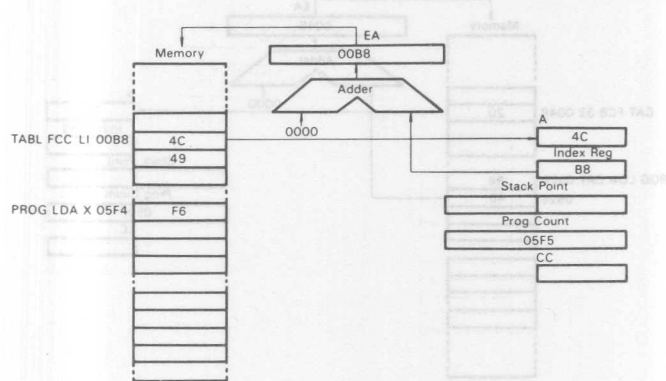 EA
00B8
Memory
Adder
0000
A
TABL FCC LI 00B8
4C
4C
49
Index Reg
B8
Stack Point
PROG LDA X 05F4
F6
Prog Count
05F5
CC